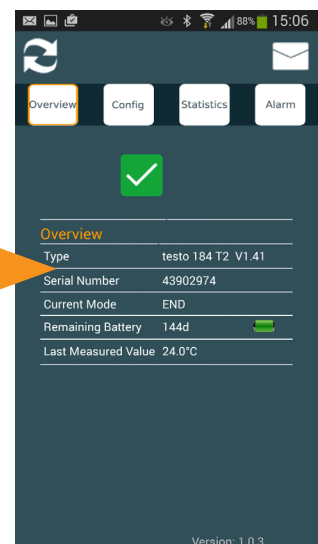 88% 15:06
Overview Config Statistics Alarm
Overview
Type testo 184 T2 V1.41
Serial Number 43902974
Current Mode END
Remaining Battery 144d
Last Measured Value 24.0°C
Version: 1.0.3